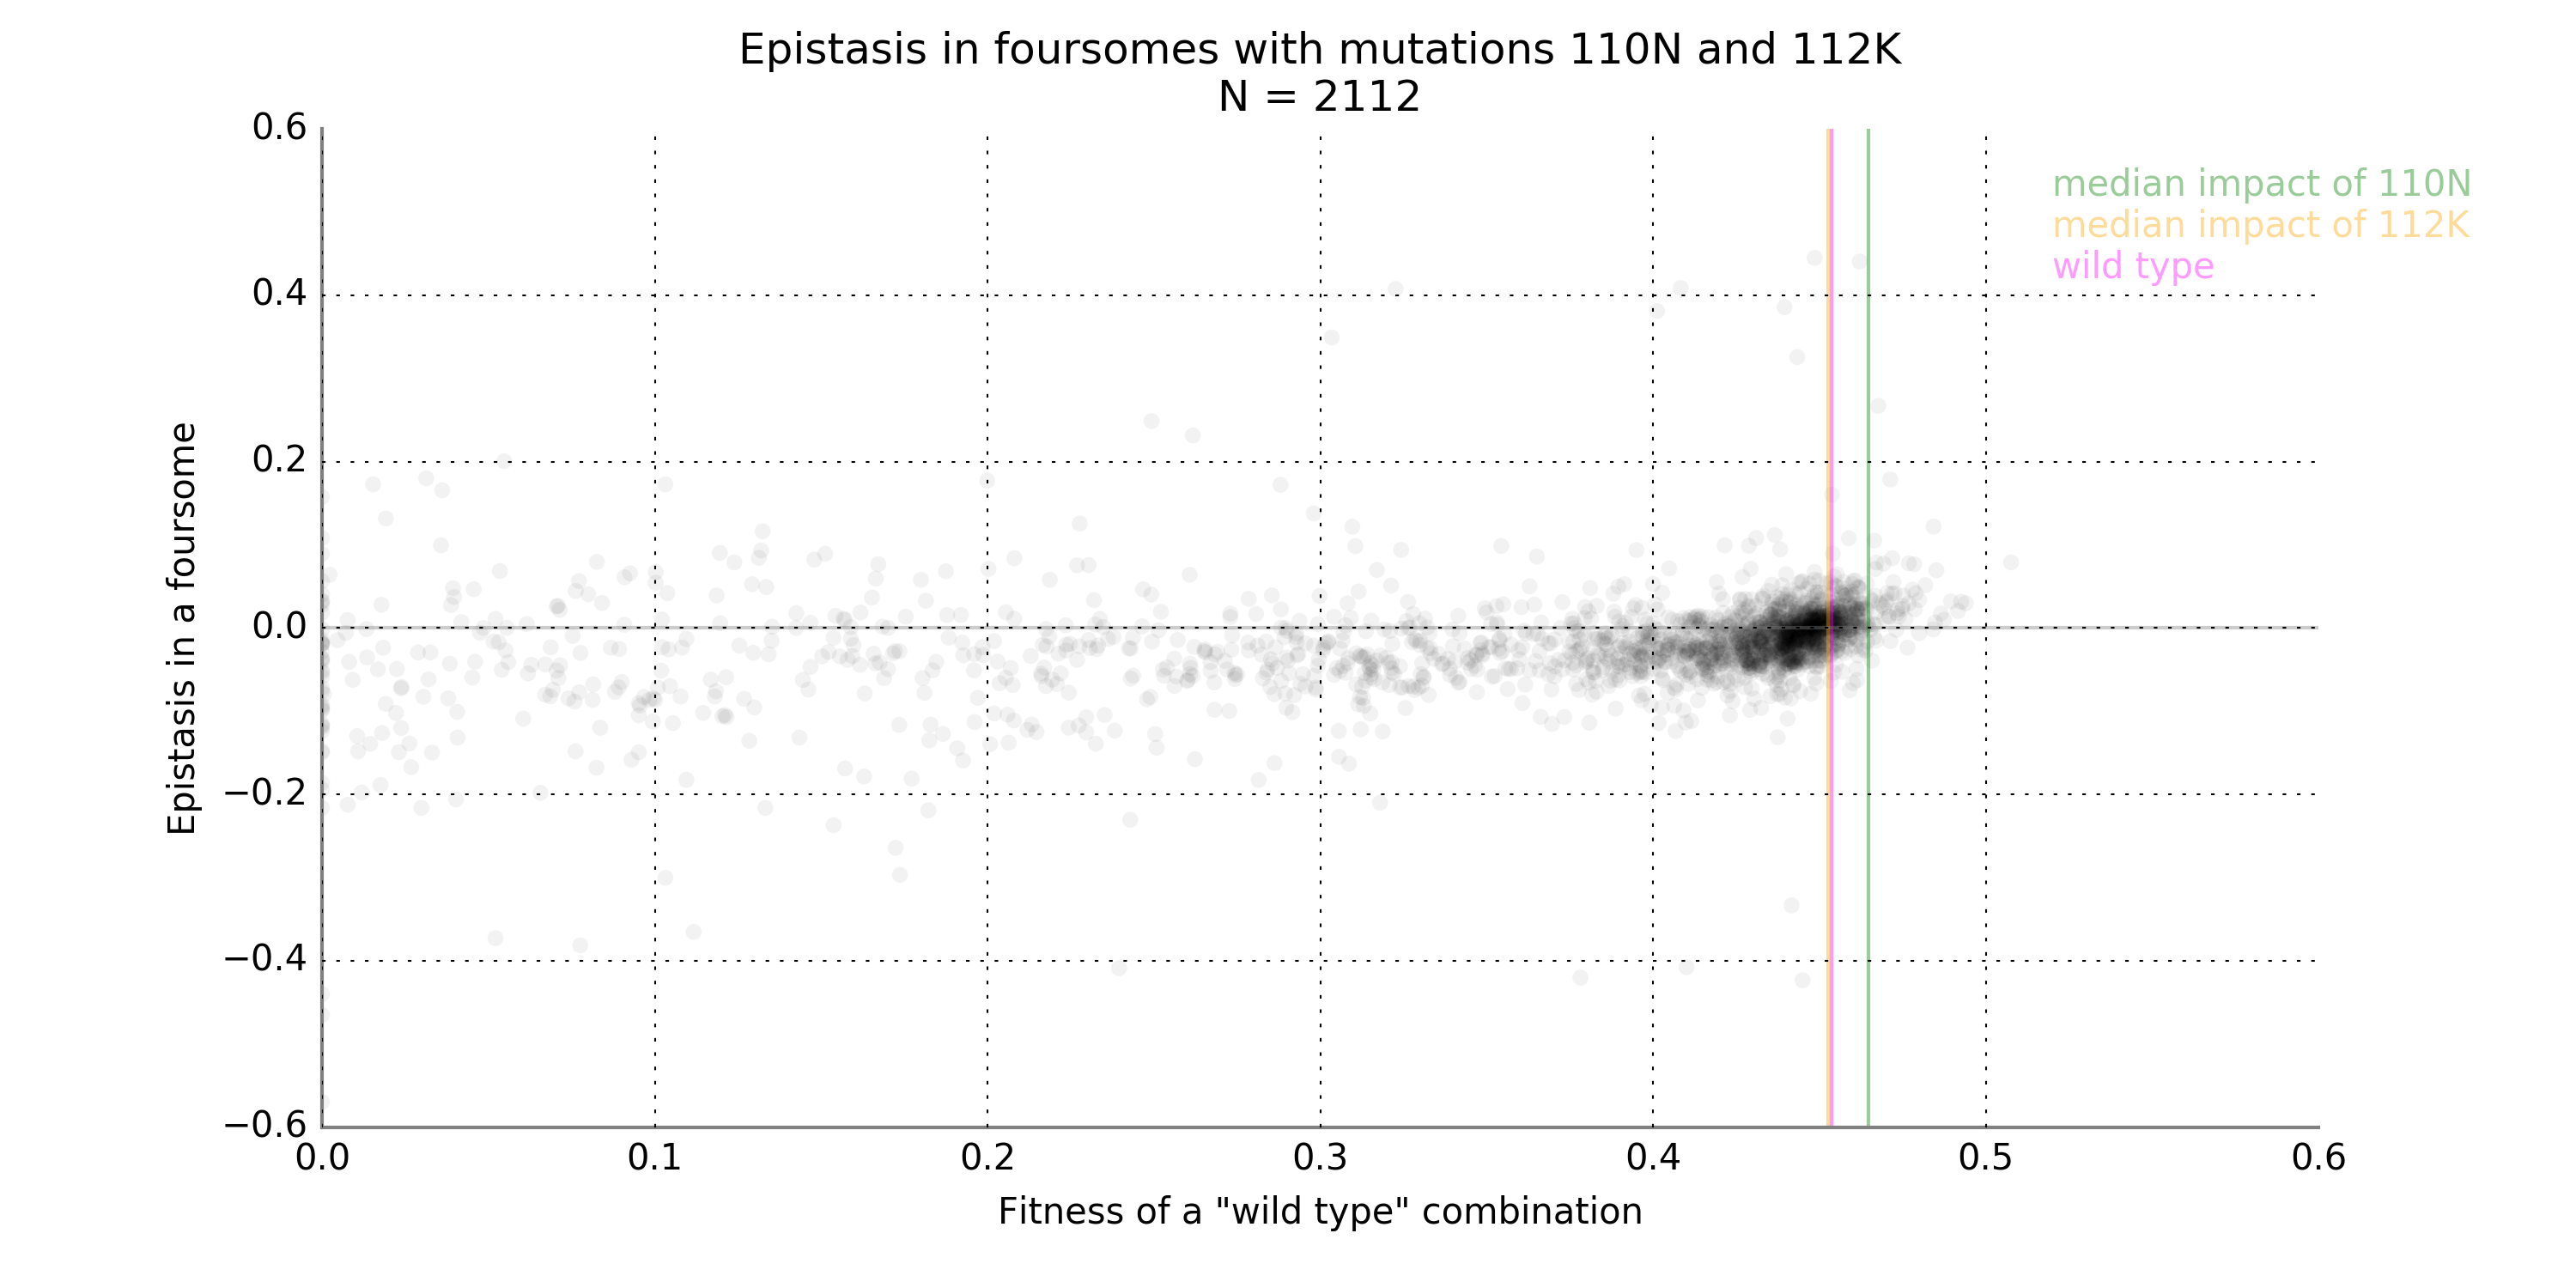 Epistasis in foursomes with mutations 110N and 112K
N = 2112
0.6
0.4
0.2
0.0
−0.2
−0.4
−0.6
Epistasis in a foursome
median impact of 110N
median impact of 112K
wild type
0.0 0.1 0.2 0.3 0.4 0.5 0.6
Fitness of a "wild type" combination